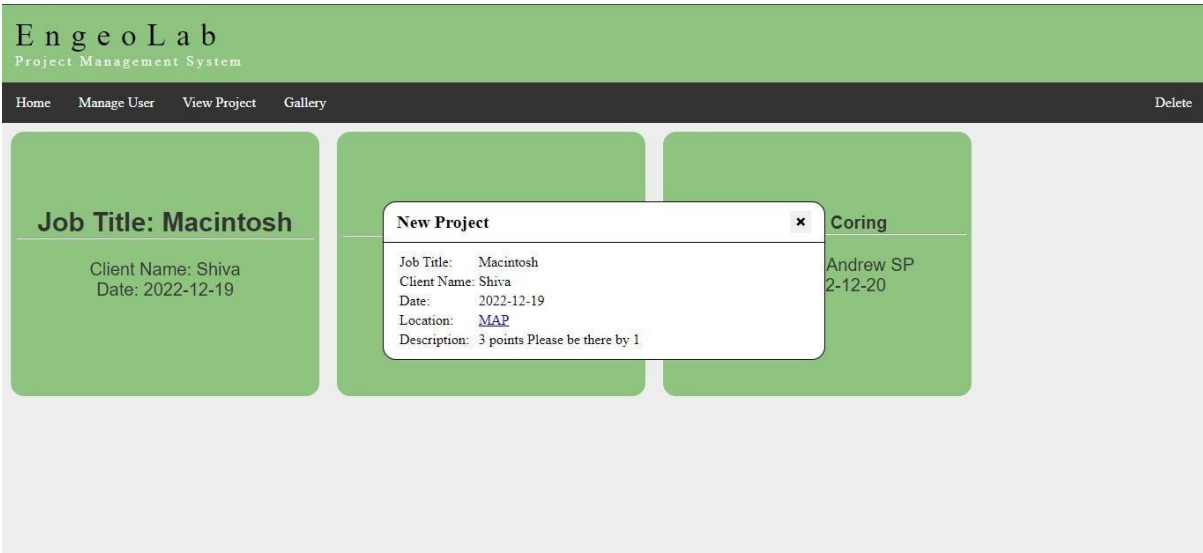 EngeoLab
Project Management System
Home Manage User View Project Gallery Delete
Job Title: Macintosh
Client Name: Shiva
Date: 2022-12-19
New Project ×
Job Title: Macintosh
Client Name: Shiva
Date: 2022-12-19
Location: MAP
Description: 3 points Please be there by 1
Coring
Andrew SP
2-12-20